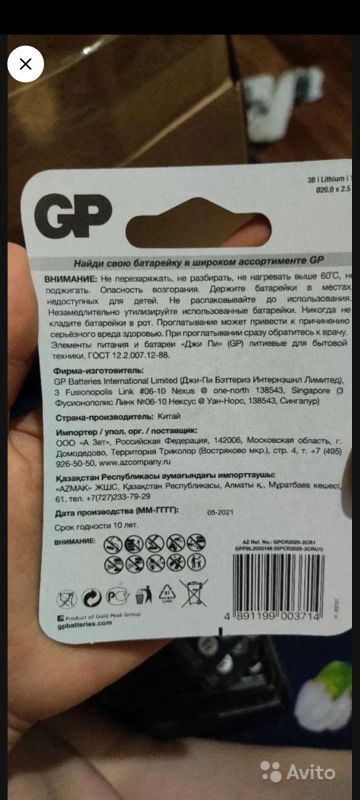 3В | Lithium |
Ø20.0 x 2.5
GP
Найди свою батарейку в широком ассортименте GP
ВНИМАНИЕ: Не перезаряжать, не разбирать, не нагревать выше 60°С, не
поджигать. Опасность возгорания. Держите батарейки в местах,
недоступных для детей. Не распаковывайте до использования.
Незамедлительно утилизируйте использованные батарейки. Никогда не
кладите батарейки в рот. Проглатывание может привести к причинению
серьёзного вреда здоровью. При проглатывании сразу обратитесь к врачу.
Элементы питания и батареи «Джи Пи» (GP) литиевые для бытовой
техники. ГОСТ 12.2.007.12-88.
Фирма-изготовитель:
GP Batteries International Limited (Джи-Пи Бэттериз Интернэшнл Лимитед),
3 Fusionopolis Link #06-10 Nexus @ one-north 138543, Singapore (3
Фусионополис Линк №06-10 Нексус @ Уан-Норс, 138543, Сингапур)
Страна-производитель: Китай
Импортер / упол. орг. / поставщик:
ООО «А Зет», Российская Федерация, 142006, Московская область, г.
Домодедово, Территория Триколор (Востряково мкр.), стр. 4, т. +7 (495)
926-50-50, www.azcompany.ru
Қазақстан Республикасы аумағындағы импорттаушы:
«AZMAK» ЖШС, Қазақстан Республикасы, Алматы қ., Мұратбаев көшесі,
61, тел. +7(727)233-79-29
Дата производства (ММ-ГГГГ): 05-2021
Срок годности 10 лет.
ВНИМАНИЕ:
AZ Ref. No.: GPCR2025-2CR1
GPPBL2025168 (GPCR2025-2CRU1)
4 891199 003714
Product of Gold Peak Group
gpbatteries.com
Avito